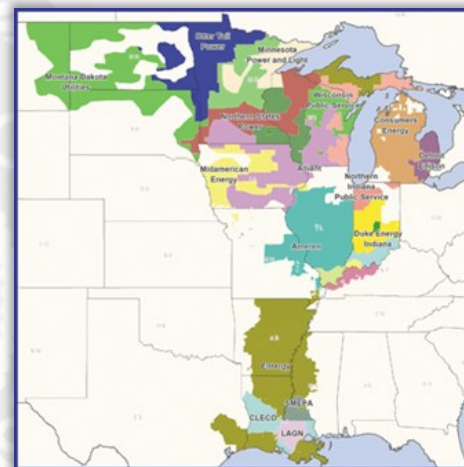 Otter Tail
Power
Minnesota
Power and Light
Montana Dakota
Utilities
Wisconsin
Public Service
Northern States
Power
Consumers
Energy
Detroit
Edison
Midamerican
Energy
Aliant
Northern
Indiana
Public Service
Ameren
Duke Energy
Indiana
Entergy
SMEPA
CLECO
LAGN